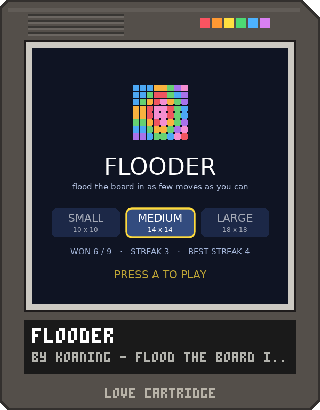 FLOODER
flood the board in as few moves as you can
SMALL MEDIUM LARGE
10 x 10 14 x 14 18 x 18
WON 6 / 9 · STREAK 3 · BEST STREAK 4
PRESS A TO PLAY
FLOODER
BY KOANING - FLOOD THE BOARD I..
LOVE CARTRIDGE